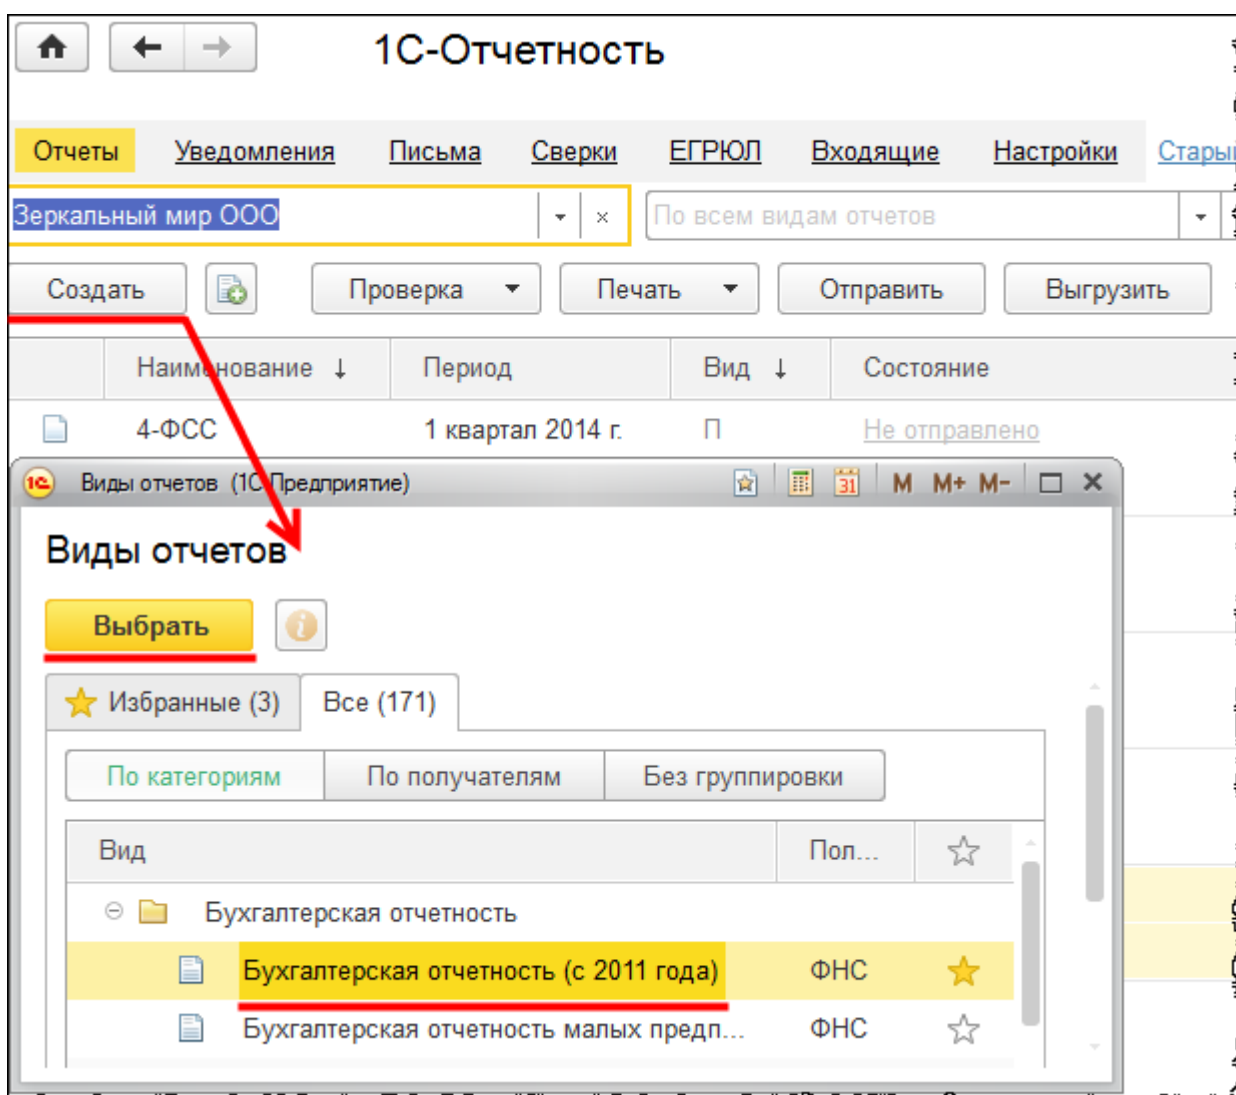 1С-Отчетность
Отчеты Уведомления Письма Сверки ЕГРЮЛ Входящие Настройки
Зеркальный мир ООО По всем видам отчетов
Создать Проверка Печать Отправить Выгрузить
Наименование ↓ Период Вид ↓ Состояние
4-ФСС 1 квартал 2014 г. П Не отправлено
1С Виды отчетов (1С:Предприятие) 31 M M+ M-
Виды отчетов
Выбрать
Избранные (3) Все (171)
По категориям По получателям Без группировки
Вид Пол...
Бухгалтерская отчетность
Бухгалтерская отчетность (с 2011 года) ФНС
Бухгалтерская отчетность малых предп... ФНС